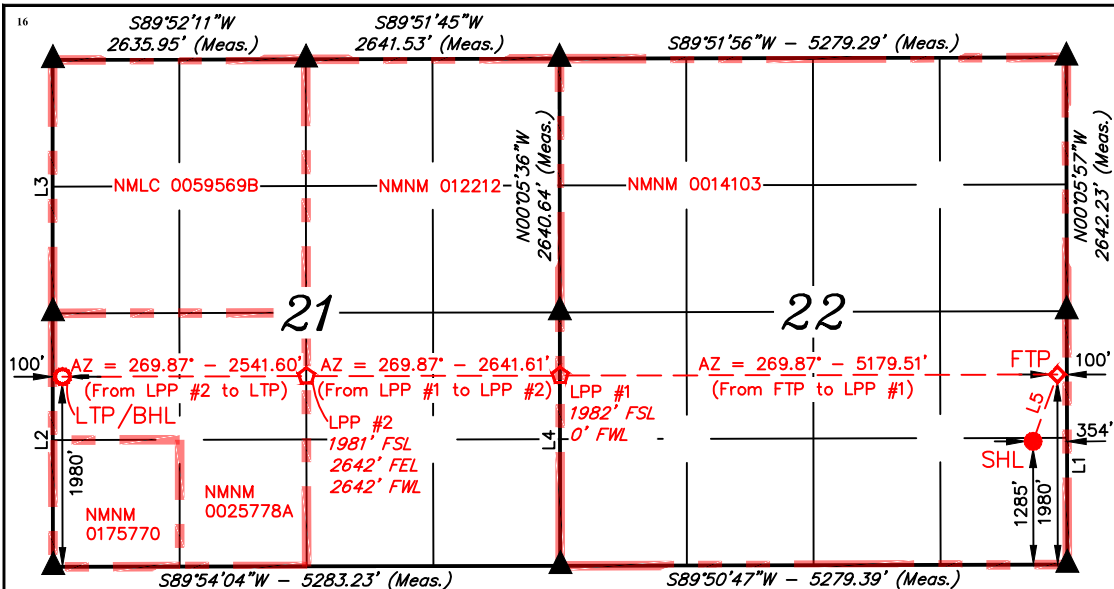 16
S89°52'11"W
2635.95' (Meas.)
S89°51'45"W
2641.53' (Meas.)
S89°51'56"W – 5279.29' (Meas.)
L3
NMLC 0059569B
NMNM 012212
N00°05'36"W
2640.64' (Meas.)
NMNM 0014103
N00°05'57"W
2642.23' (Meas.)
21
22
100'
AZ = 269.87° – 2541.60'
(From LPP #2 to LTP)
AZ = 269.87° – 2641.61'
(From LPP #1 to LPP #2)
AZ = 269.87° – 5179.51'
(From FTP to LPP #1)
FTP
100'
LTP/BHL
LPP #2
1981' FSL
2642' FEL
2642' FWL
LPP #1
1982' FSL
0' FWL
L5
L2
1980'
L4
SHL
354'
L1
1285'
1980'
NMNM
0175770
NMNM
0025778A
S89°54'04"W – 5283.23' (Meas.)
S89°50'47"W – 5279.39' (Meas.)